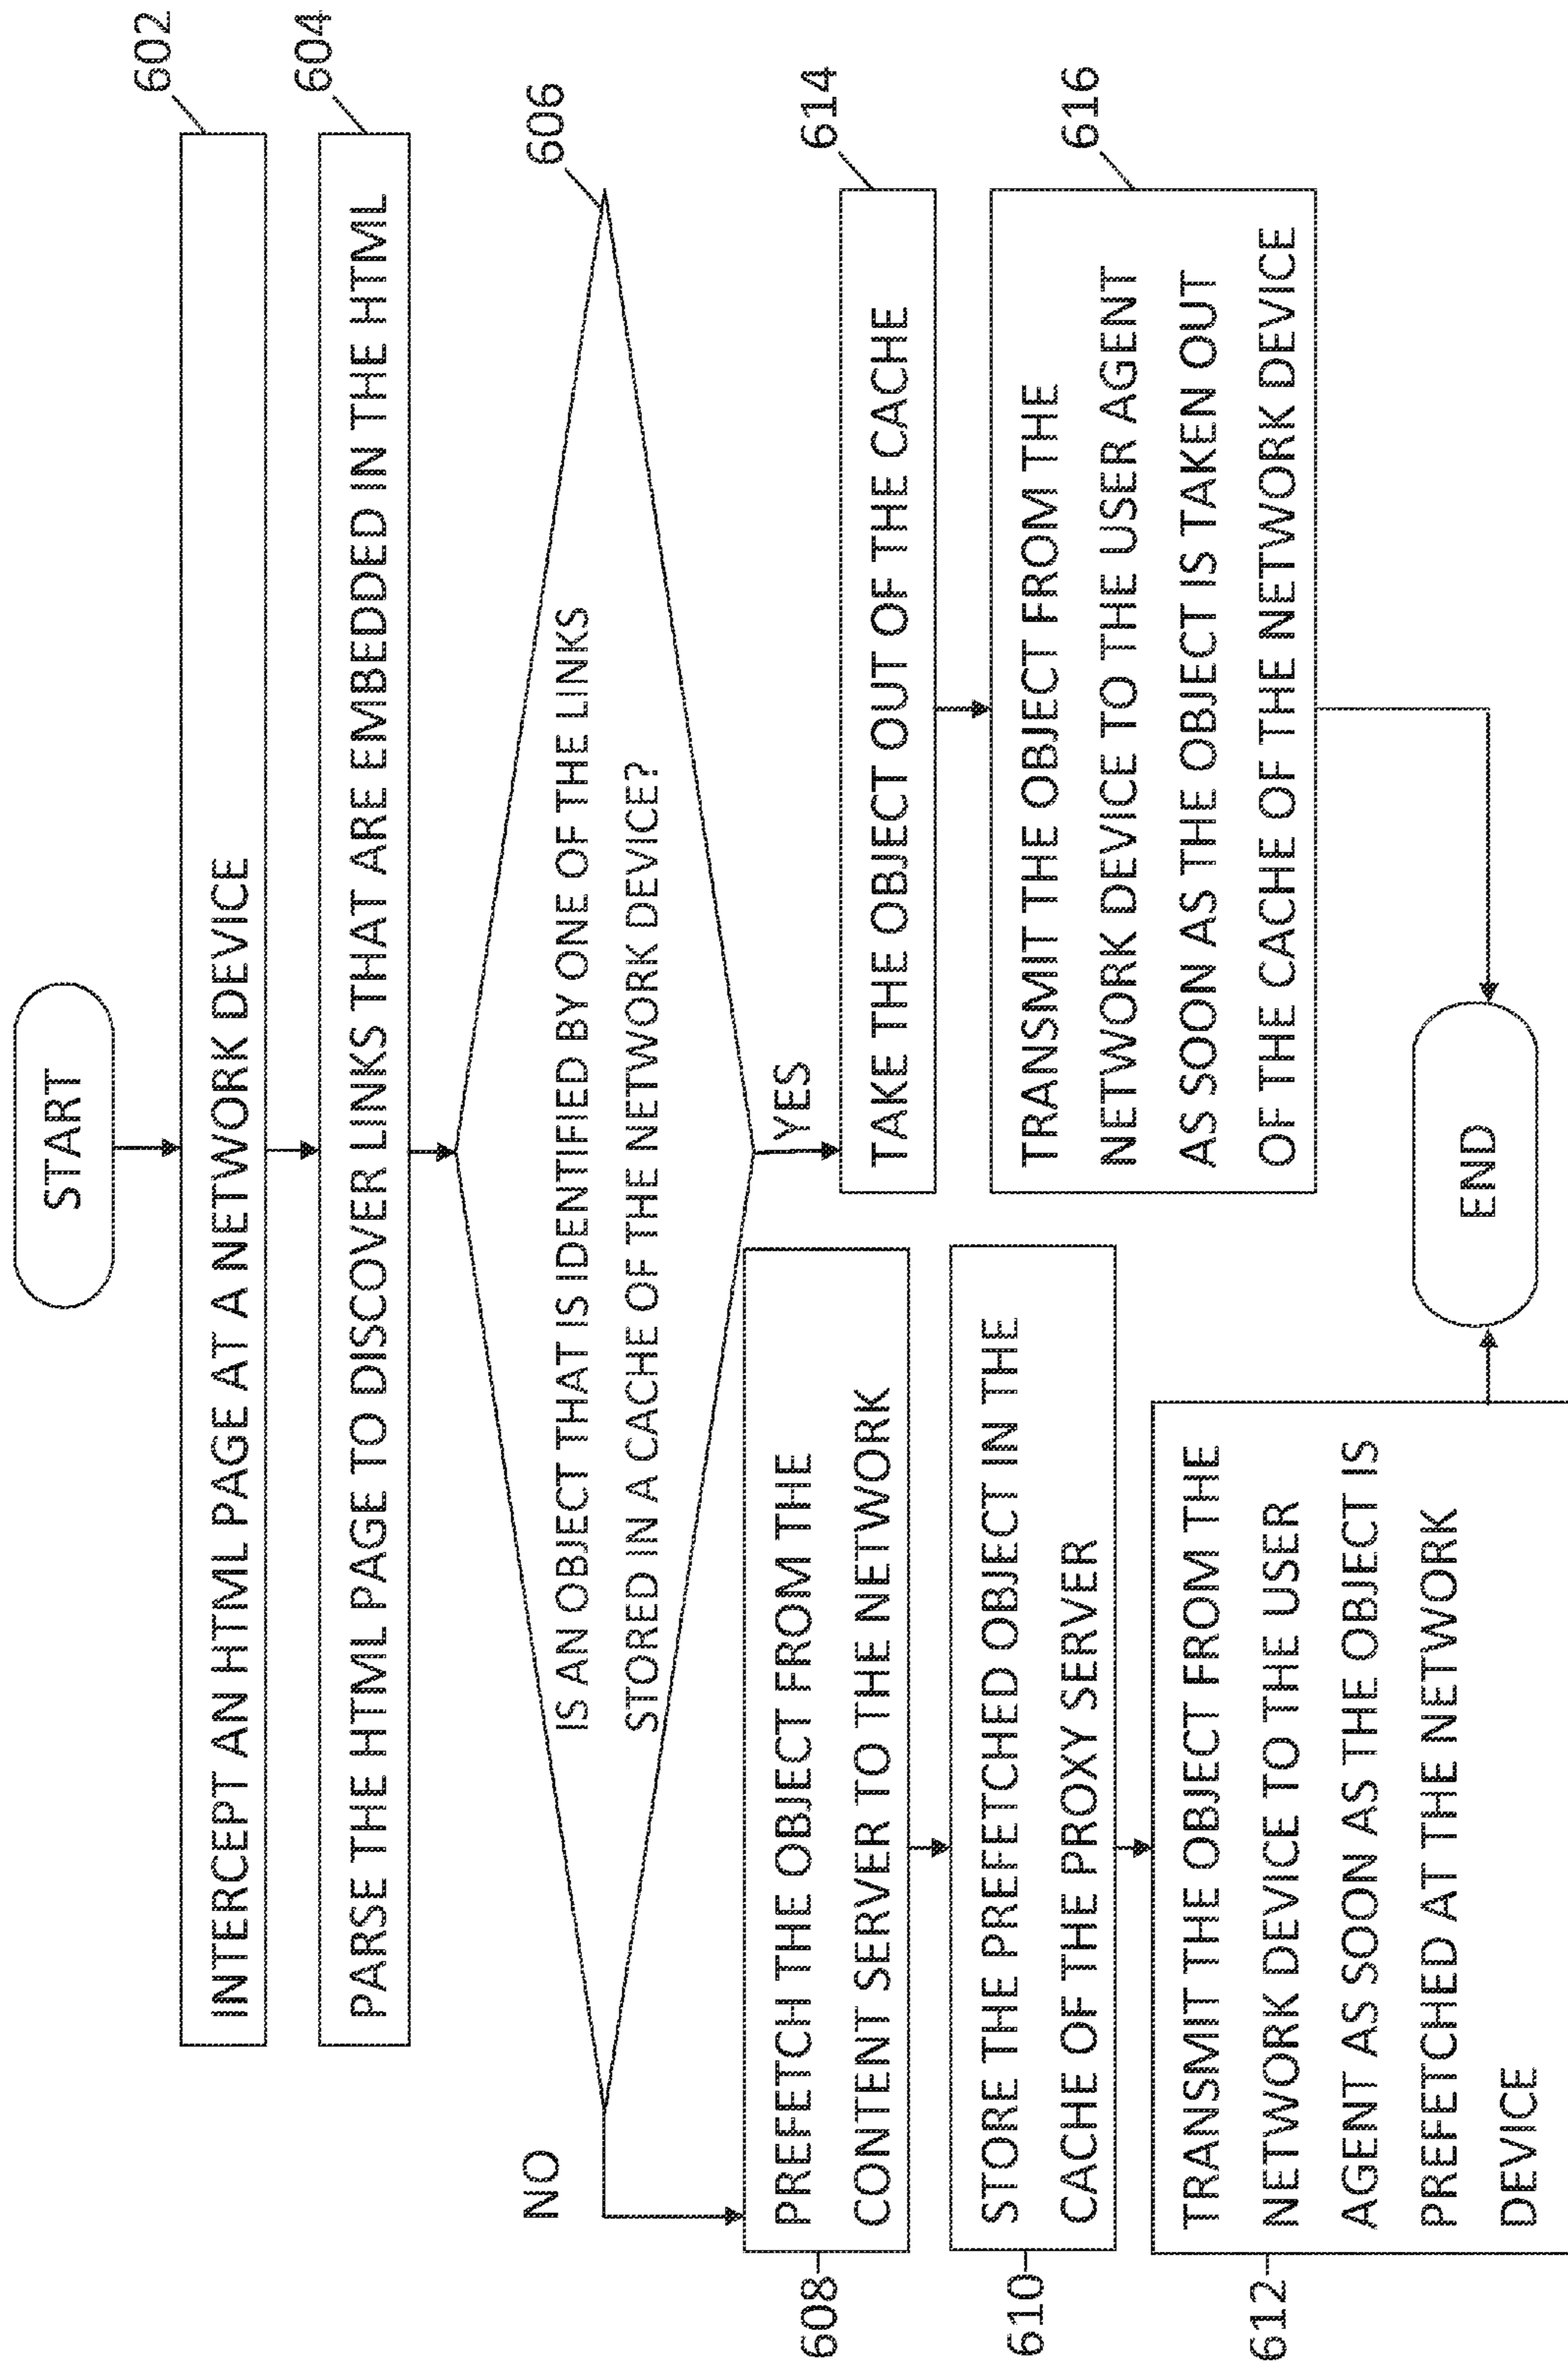 START
602
INTERCEPT AN HTML PAGE AT A NETWORK DEVICE
604
PARSE THE HTML PAGE TO DISCOVER LINKS THAT ARE EMBEDDED IN THE HTML
606
IS AN OBJECT THAT IS IDENTIFIED BY ONE OF THE LINKS
STORED IN A CACHE OF THE NETWORK DEVICE?
NO
608
PREFETCH THE OBJECT FROM THE
CONTENT SERVER TO THE NETWORK
610
STORE THE PREFETCHED OBJECT IN THE
CACHE OF THE PROXY SERVER
612
TRANSMIT THE OBJECT FROM THE
NETWORK DEVICE TO THE USER
AGENT AS SOON AS THE OBJECT IS
PREFETCHED AT THE NETWORK
DEVICE
YES
614
TAKE THE OBJECT OUT OF THE CACHE
616
TRANSMIT THE OBJECT FROM THE
NETWORK DEVICE TO THE USER AGENT
AS SOON AS THE OBJECT IS TAKEN OUT
OF THE CACHE OF THE NETWORK DEVICE
END